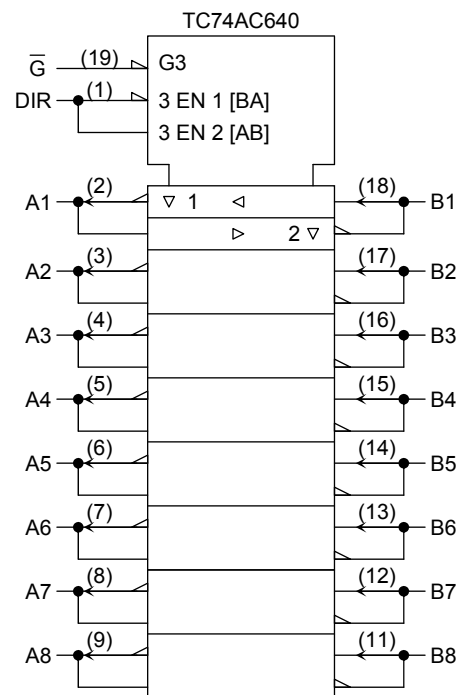 TC74AC640
G̅ (19) G3
DIR (1) 3 EN 1 [BA]
3 EN 2 [AB]
A1 (2) ▽ 1 ◁ (18) B1
▷ 2 ▽
A2 (3) (17) B2
A3 (4) (16) B3
A4 (5) (15) B4
A5 (6) (14) B5
A6 (7) (13) B6
A7 (8) (12) B7
A8 (9) (11) B8